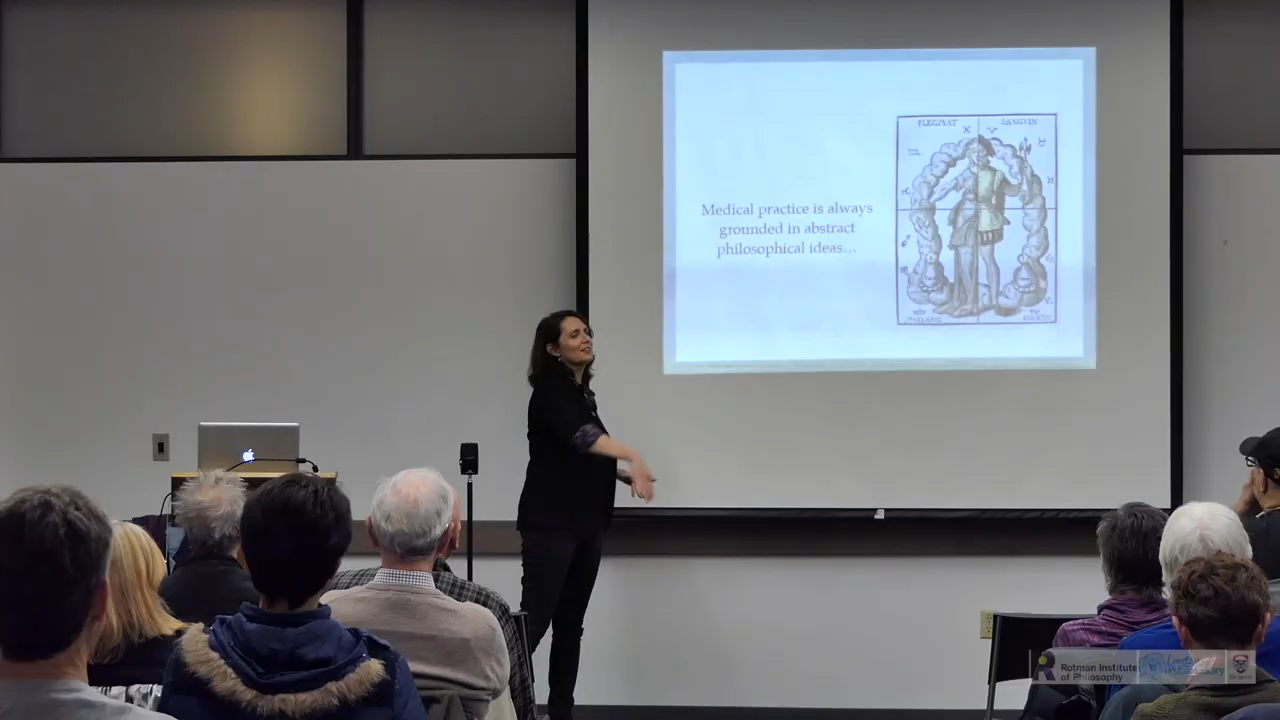 FLEGMAT SANGVIN
Medical practice is always
grounded in abstract
philosophical ideas…
Rotman Institute
of Philosophy